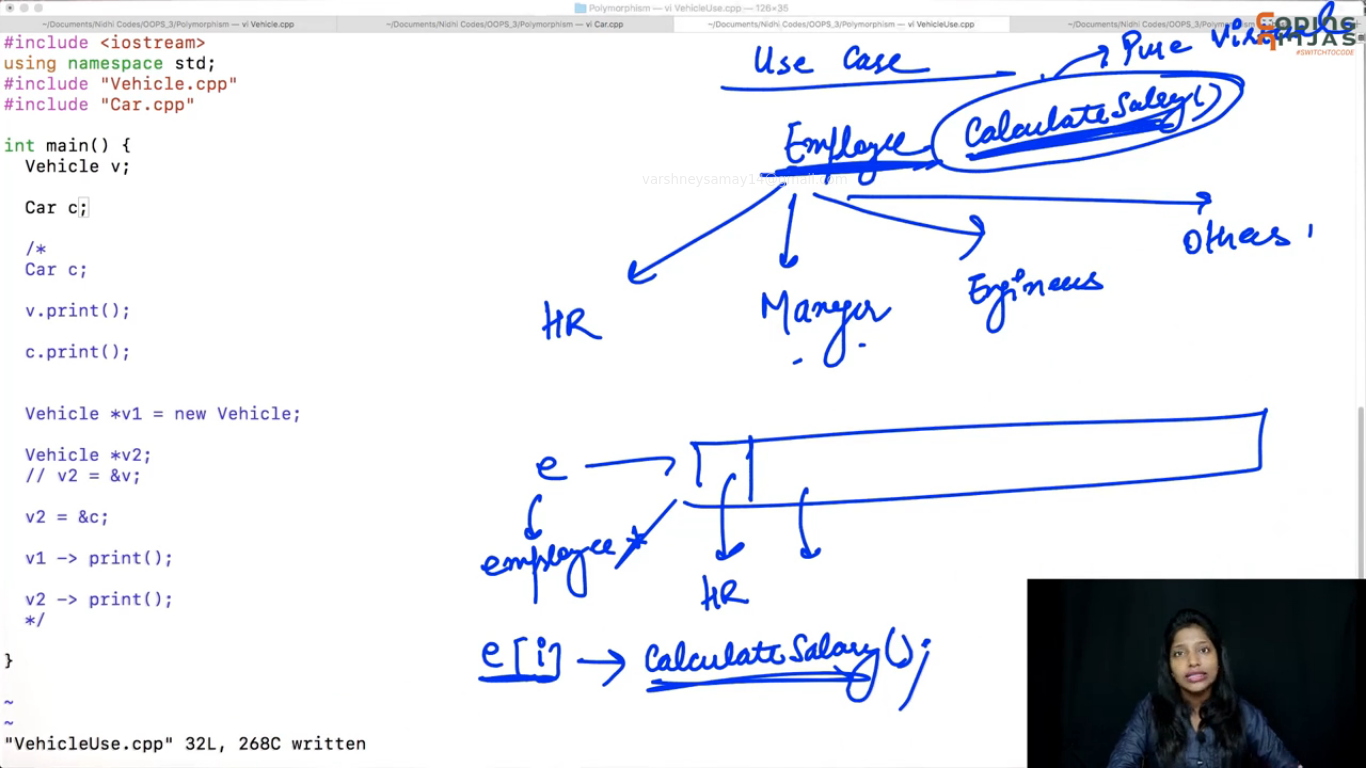 Polymorphism — vi VehicleUse.cpp — 126×35
~/Documents/Nidhi Codes/OOPS_3/Polymorphism — vi Vehicle.cpp
~/Documents/Nidhi Codes/OOPS_3/Polymorphism — vi Car.cpp
~/Documents/Nidhi Codes/OOPS_3/Polymorphism — vi VehicleUse.cpp
~/Documents/Nidhi Codes/OOPS_3/Polymorphism
CODING
NINJAS
#SWITCHTOCODE
#include <iostream>
using namespace std;
#include "Vehicle.cpp"
#include "Car.cpp"
int main() {
Vehicle v;
Car c;
/*
Car c;
v.print();
c.print();
Vehicle *v1 = new Vehicle;
Vehicle *v2;
// v2 = &v;
v2 = &c;
v1 -> print();
v2 -> print();
*/
}
~
~
"VehicleUse.cpp" 32L, 268C written
Use Case
Pure Virtual
Employee
CalculateSalary()
varshneysamay14@gmail.com
HR
Manager
Engineers
Others
e
employee *
HR
e[i] → CalculateSalary();